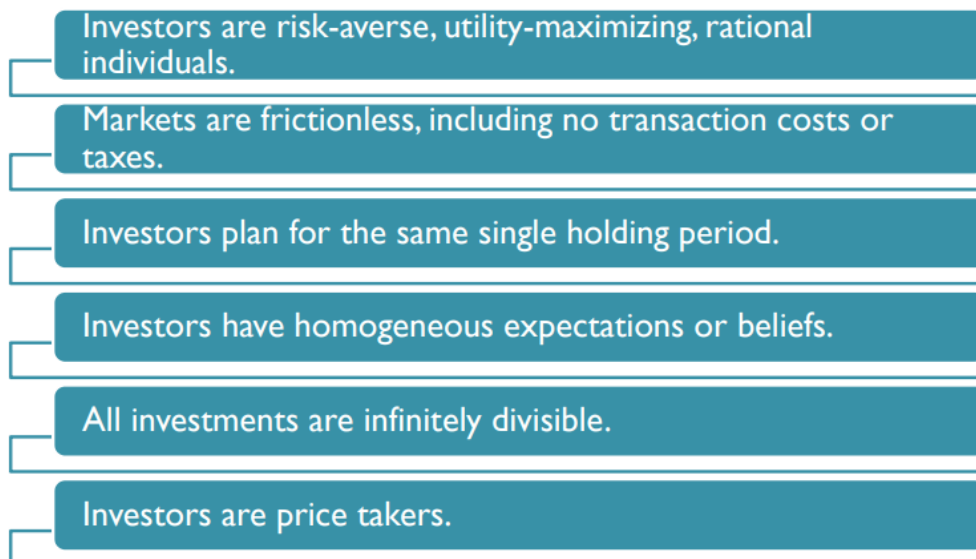 Investors are risk-averse, utility-maximizing, rational
individuals.
Markets are frictionless, including no transaction costs or
taxes.
Investors plan for the same single holding period.
Investors have homogeneous expectations or beliefs.
All investments are infinitely divisible.
Investors are price takers.